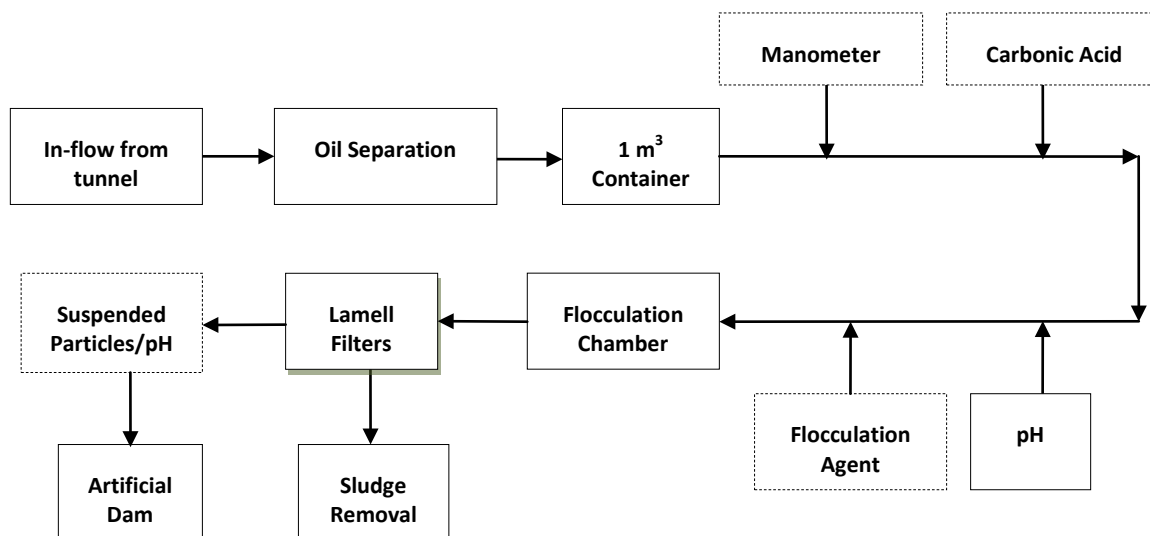 Manometer
Carbonic Acid
In-flow from
tunnel
Oil Separation
1 m³
Container
Suspended
Particles/pH
Lamell
Filters
Flocculation
Chamber
Flocculation
Agent
pH
Artificial
Dam
Sludge
Removal